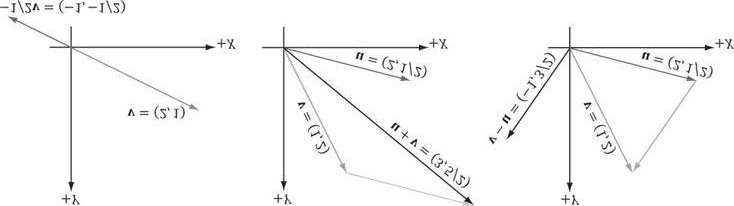 −1/2v = (−1, −1/2)
+X
v = (2, 1)
+Y
+X
u = (2, 1/2)
v = (1, 2)
u + v = (3, 5/2)
+Y
+X
u = (2, 1/2)
v − u = (−1, 3/2)
v = (1, 2)
+Y